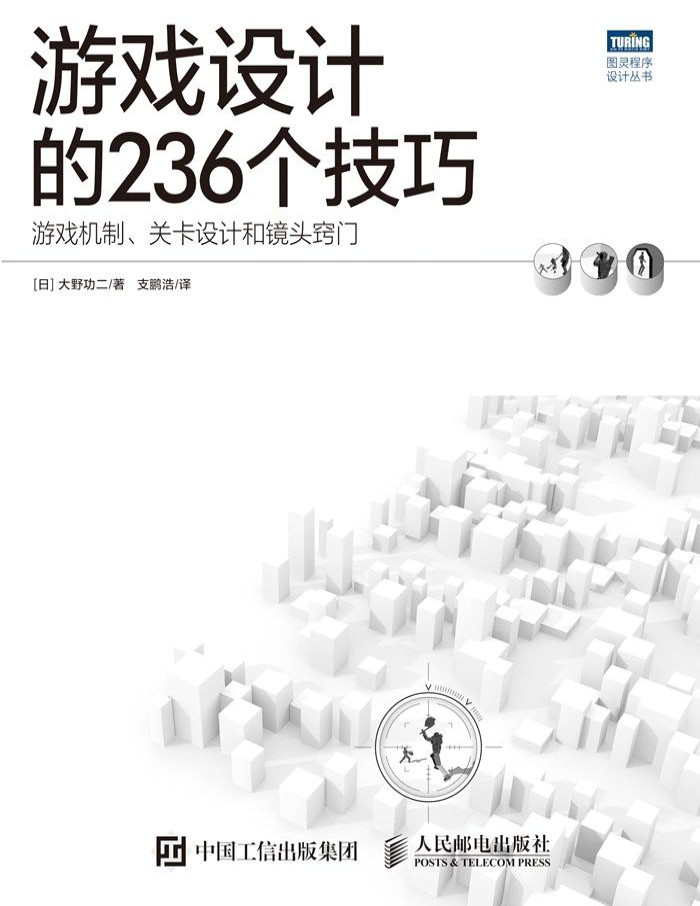 游戏设计
的236个技巧
游戏机制、关卡设计和镜头窍门
[日] 大野功二/著 支鹏浩/译
TURING
图灵程序
设计丛书
中国工信出版集团
人民邮电出版社
POSTS & TELECOM PRESS